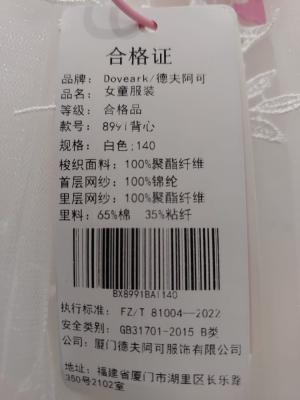 合格证
品牌: Doveark/德夫阿可
品名: 女童服装
等级: 合格品
款号: 8991背心
规格: 白色;140
梭织面料: 100%聚酯纤维
首层网纱: 100%锦纶
里层网纱: 100%聚酯纤维
里料: 65%棉 35%粘纤
BX8991BAI140
执行标准: FZ/T 81004-2022
安全类别: GB31701-2015 B类
公司: 厦门德夫阿可服饰有限公司
地址: 福建省厦门市湖里区长乐路
350号2102室